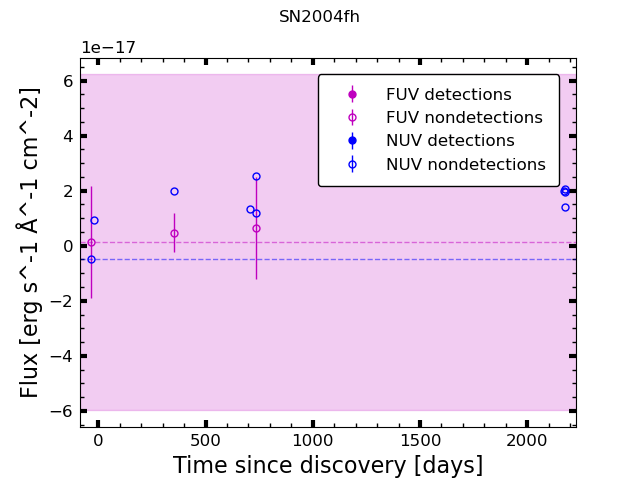 SN2004fh
1e−17
6
4
2
0
−2
−4
−6
Flux [erg s^-1 Å^-1 cm^-2]
FUV detections
FUV nondetections
NUV detections
NUV nondetections
0 500 1000 1500 2000
Time since discovery [days]